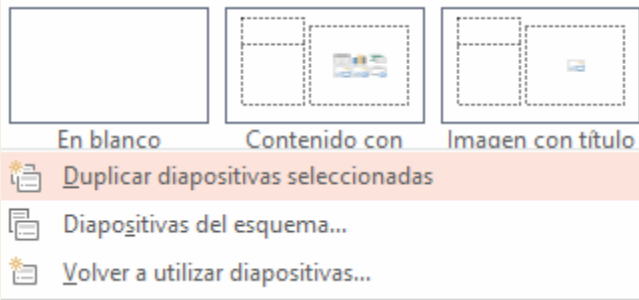 En blanco Contenido con Imagen con título
Duplicar diapositivas seleccionadas
Diapositivas del esquema...
Volver a utilizar diapositivas...